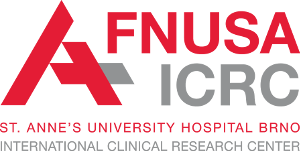 FNUSA
ICRC
ST. ANNE'S UNIVERSITY HOSPITAL BRNO
INTERNATIONAL CLINICAL RESEARCH CENTER